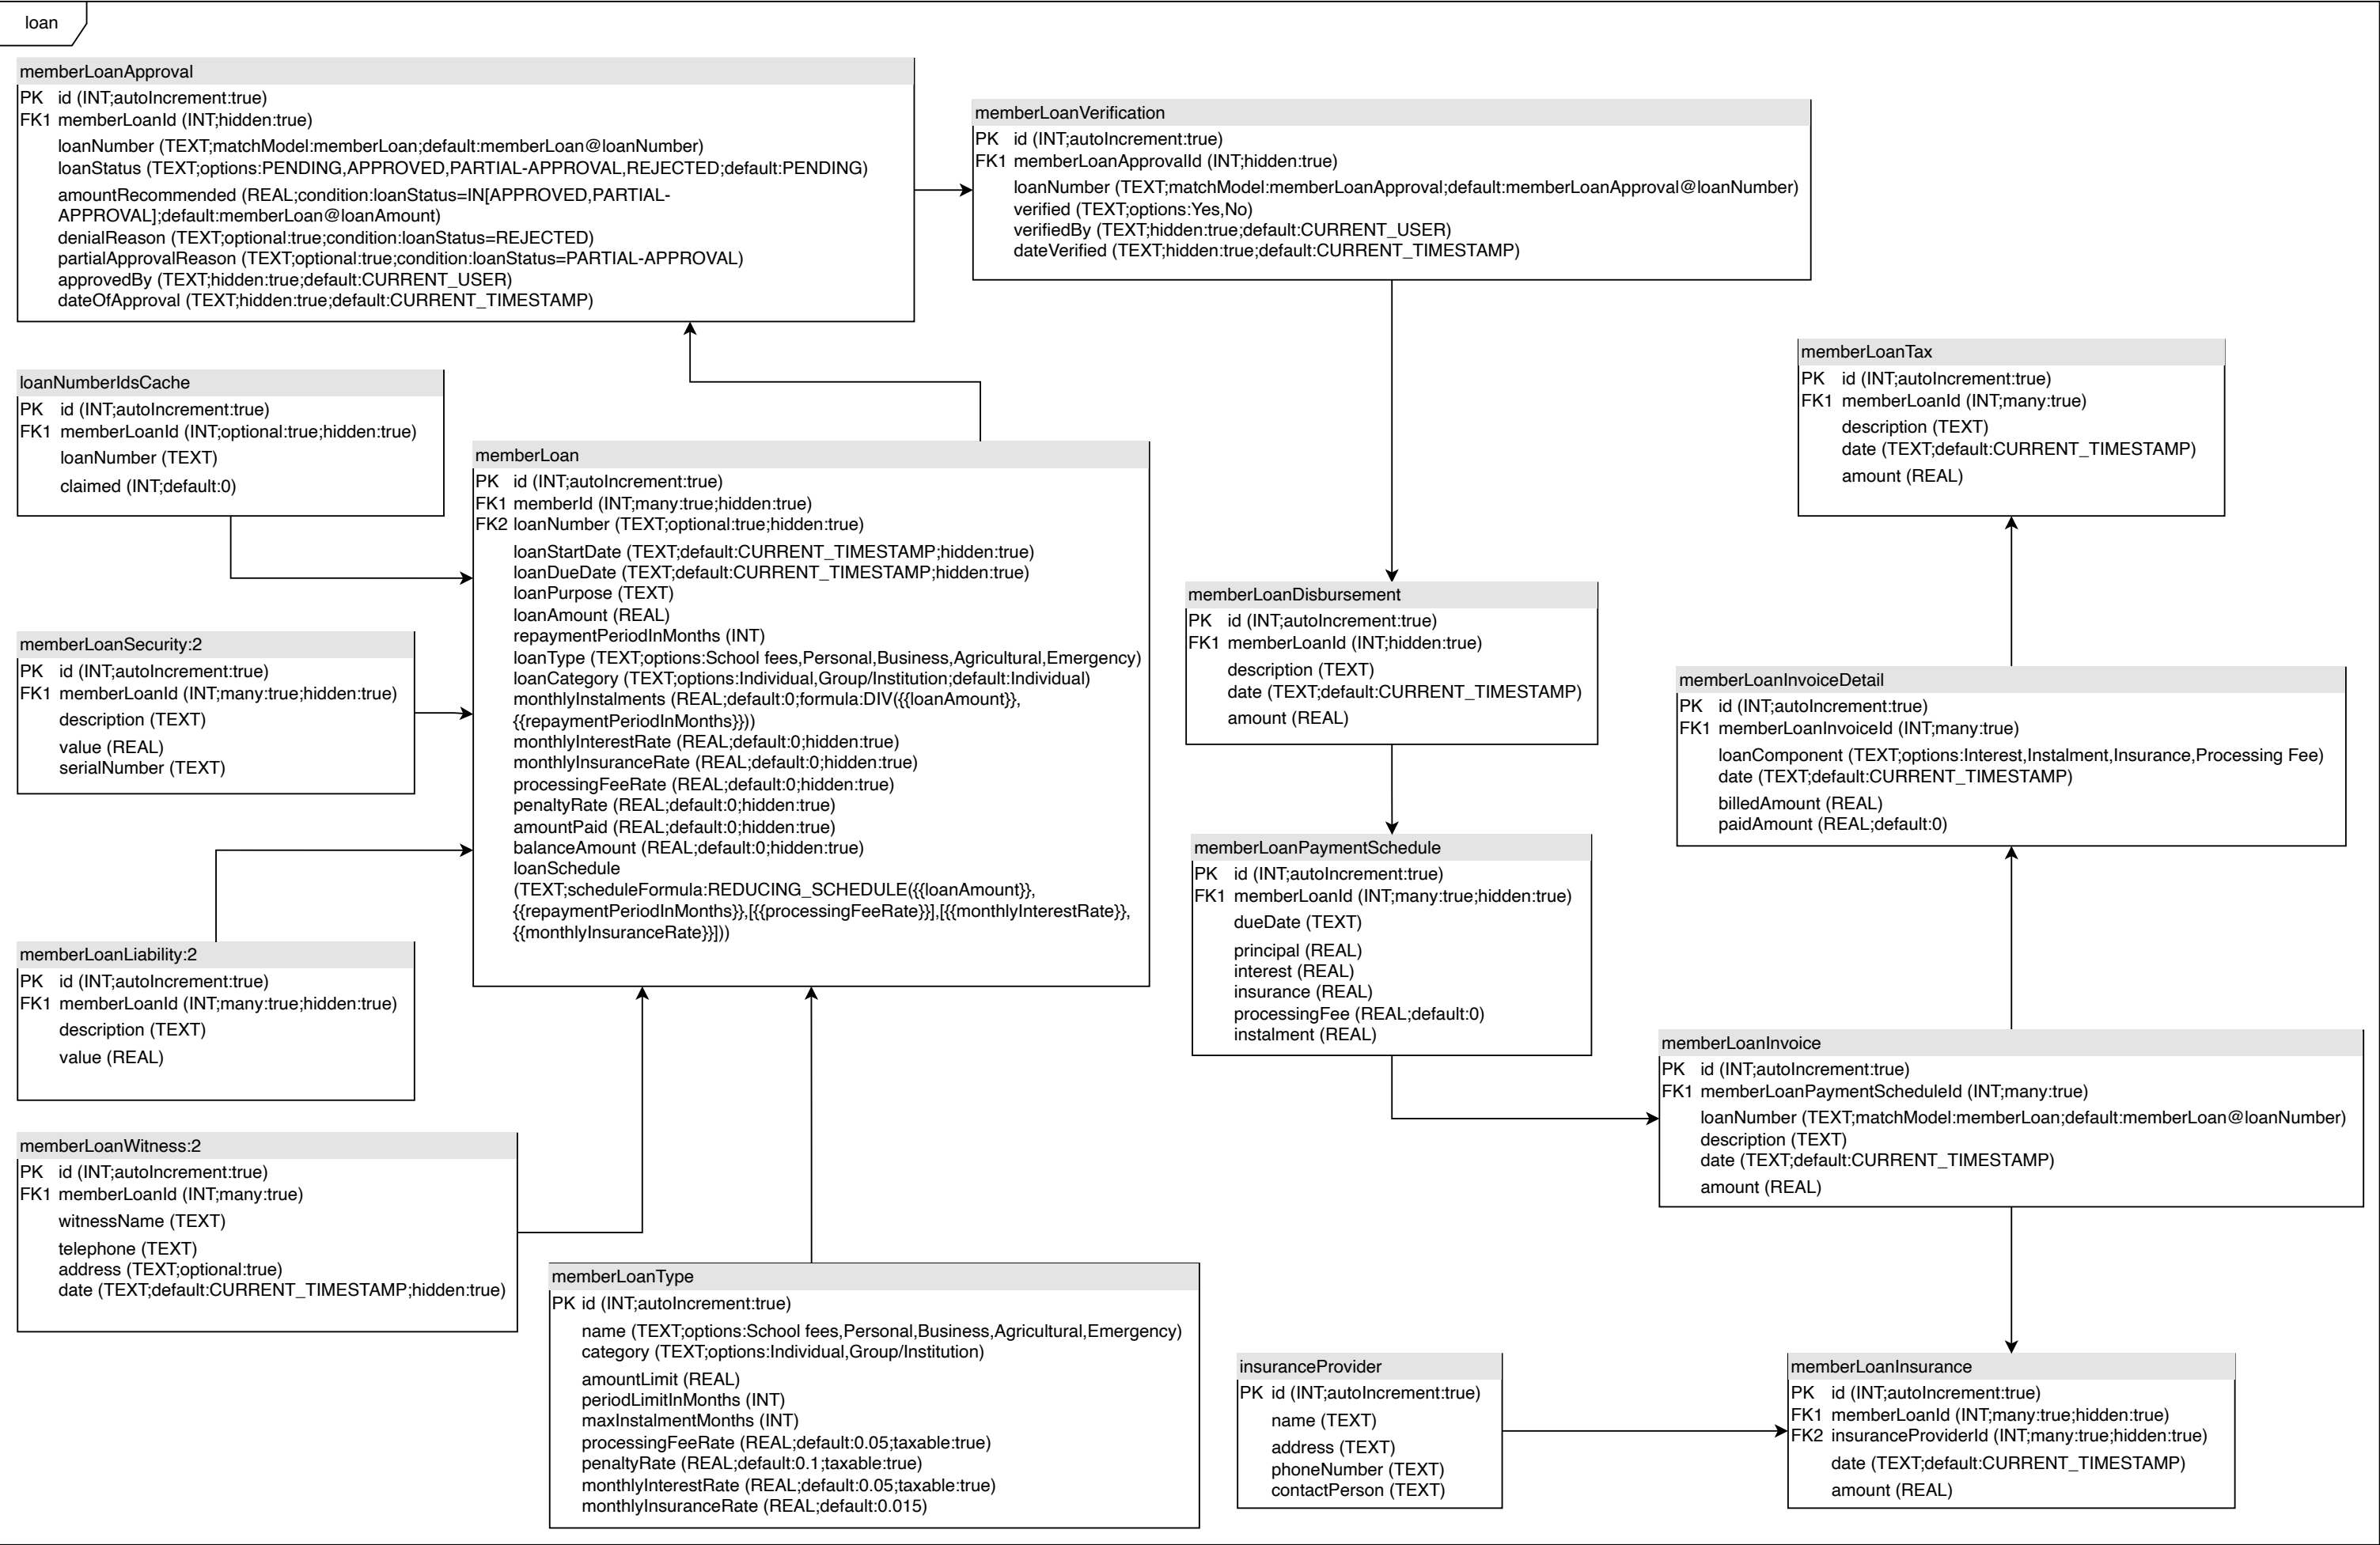 loan
memberLoanApproval
PK id (INT;autoIncrement:true)
FK1 memberLoanId (INT;hidden:true)
loanNumber (TEXT;matchModel:memberLoan;default:memberLoan@loanNumber)
loanStatus (TEXT;options:PENDING,APPROVED,PARTIAL-APPROVAL,REJECTED;default:PENDING)
amountRecommended (REAL;condition:loanStatus=IN[APPROVED,PARTIAL-
APPROVAL];default:memberLoan@loanAmount)
denialReason (TEXT;optional:true;condition:loanStatus=REJECTED)
partialApprovalReason (TEXT;optional:true;condition:loanStatus=PARTIAL-APPROVAL)
approvedBy (TEXT;hidden:true;default:CURRENT_USER)
dateOfApproval (TEXT;hidden:true;default:CURRENT_TIMESTAMP)
memberLoanVerification
PK id (INT;autoIncrement:true)
FK1 memberLoanApprovalId (INT;hidden:true)
loanNumber (TEXT;matchModel:memberLoanApproval;default:memberLoanApproval@loanNumber)
verified (TEXT;options:Yes,No)
verifiedBy (TEXT;hidden:true;default:CURRENT_USER)
dateVerified (TEXT;hidden:true;default:CURRENT_TIMESTAMP)
memberLoanTax
PK id (INT;autoIncrement:true)
FK1 memberLoanId (INT;many:true)
description (TEXT)
date (TEXT;default:CURRENT_TIMESTAMP)
amount (REAL)
loanNumberIdsCache
PK id (INT;autoIncrement:true)
FK1 memberLoanId (INT;optional:true;hidden:true)
loanNumber (TEXT)
claimed (INT;default:0)
memberLoan
PK id (INT;autoIncrement:true)
FK1 memberId (INT;many:true;hidden:true)
FK2 loanNumber (TEXT;optional:true;hidden:true)
loanStartDate (TEXT;default:CURRENT_TIMESTAMP;hidden:true)
loanDueDate (TEXT;default:CURRENT_TIMESTAMP;hidden:true)
loanPurpose (TEXT)
loanAmount (REAL)
repaymentPeriodInMonths (INT)
loanType (TEXT;options:School fees,Personal,Business,Agricultural,Emergency)
loanCategory (TEXT;options:Individual,Group/Institution;default:Individual)
monthlyInstalments (REAL;default:0;formula:DIV({{loanAmount}},
{{repaymentPeriodInMonths}}))
monthlyInterestRate (REAL;default:0;hidden:true)
monthlyInsuranceRate (REAL;default:0;hidden:true)
processingFeeRate (REAL;default:0;hidden:true)
penaltyRate (REAL;default:0;hidden:true)
amountPaid (REAL;default:0;hidden:true)
balanceAmount (REAL;default:0;hidden:true)
loanSchedule
(TEXT;scheduleFormula:REDUCING_SCHEDULE({{loanAmount}},
{{repaymentPeriodInMonths}},[{{processingFeeRate}}],[{{monthlyInterestRate}},
{{monthlyInsuranceRate}}]))
memberLoanSecurity:2
PK id (INT;autoIncrement:true)
FK1 memberLoanId (INT;many:true;hidden:true)
description (TEXT)
value (REAL)
serialNumber (TEXT)
memberLoanDisbursement
PK id (INT;autoIncrement:true)
FK1 memberLoanId (INT;hidden:true)
description (TEXT)
date (TEXT;default:CURRENT_TIMESTAMP)
amount (REAL)
memberLoanInvoiceDetail
PK id (INT;autoIncrement:true)
FK1 memberLoanInvoiceId (INT;many:true)
loanComponent (TEXT;options:Interest,Instalment,Insurance,Processing Fee)
date (TEXT;default:CURRENT_TIMESTAMP)
billedAmount (REAL)
paidAmount (REAL;default:0)
memberLoanPaymentSchedule
PK id (INT;autoIncrement:true)
FK1 memberLoanId (INT;many:true;hidden:true)
dueDate (TEXT)
principal (REAL)
interest (REAL)
insurance (REAL)
processingFee (REAL;default:0)
instalment (REAL)
memberLoanLiability:2
PK id (INT;autoIncrement:true)
FK1 memberLoanId (INT;many:true;hidden:true)
description (TEXT)
value (REAL)
memberLoanInvoice
PK id (INT;autoIncrement:true)
FK1 memberLoanPaymentScheduleId (INT;many:true)
loanNumber (TEXT;matchModel:memberLoan;default:memberLoan@loanNumber)
description (TEXT)
date (TEXT;default:CURRENT_TIMESTAMP)
amount (REAL)
memberLoanWitness:2
PK id (INT;autoIncrement:true)
FK1 memberLoanId (INT;many:true)
witnessName (TEXT)
telephone (TEXT)
address (TEXT;optional:true)
date (TEXT;default:CURRENT_TIMESTAMP;hidden:true)
memberLoanType
PK id (INT;autoIncrement:true)
name (TEXT;options:School fees,Personal,Business,Agricultural,Emergency)
category (TEXT;options:Individual,Group/Institution)
amountLimit (REAL)
periodLimitInMonths (INT)
maxInstalmentMonths (INT)
processingFeeRate (REAL;default:0.05;taxable:true)
penaltyRate (REAL;default:0.1;taxable:true)
monthlyInterestRate (REAL;default:0.05;taxable:true)
monthlyInsuranceRate (REAL;default:0.015)
insuranceProvider
PK id (INT;autoIncrement:true)
name (TEXT)
address (TEXT)
phoneNumber (TEXT)
contactPerson (TEXT)
memberLoanInsurance
PK id (INT;autoIncrement:true)
FK1 memberLoanId (INT;many:true;hidden:true)
FK2 insuranceProviderId (INT;many:true;hidden:true)
date (TEXT;default:CURRENT_TIMESTAMP)
amount (REAL)